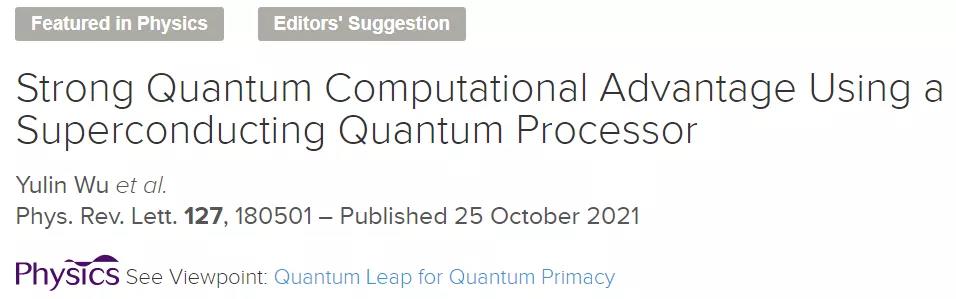 Featured in Physics Editors' Suggestion
Strong Quantum Computational Advantage Using a
Superconducting Quantum Processor
Yulin Wu et al.
Phys. Rev. Lett. 127, 180501 – Published 25 October 2021
Physics See Viewpoint: Quantum Leap for Quantum Primacy